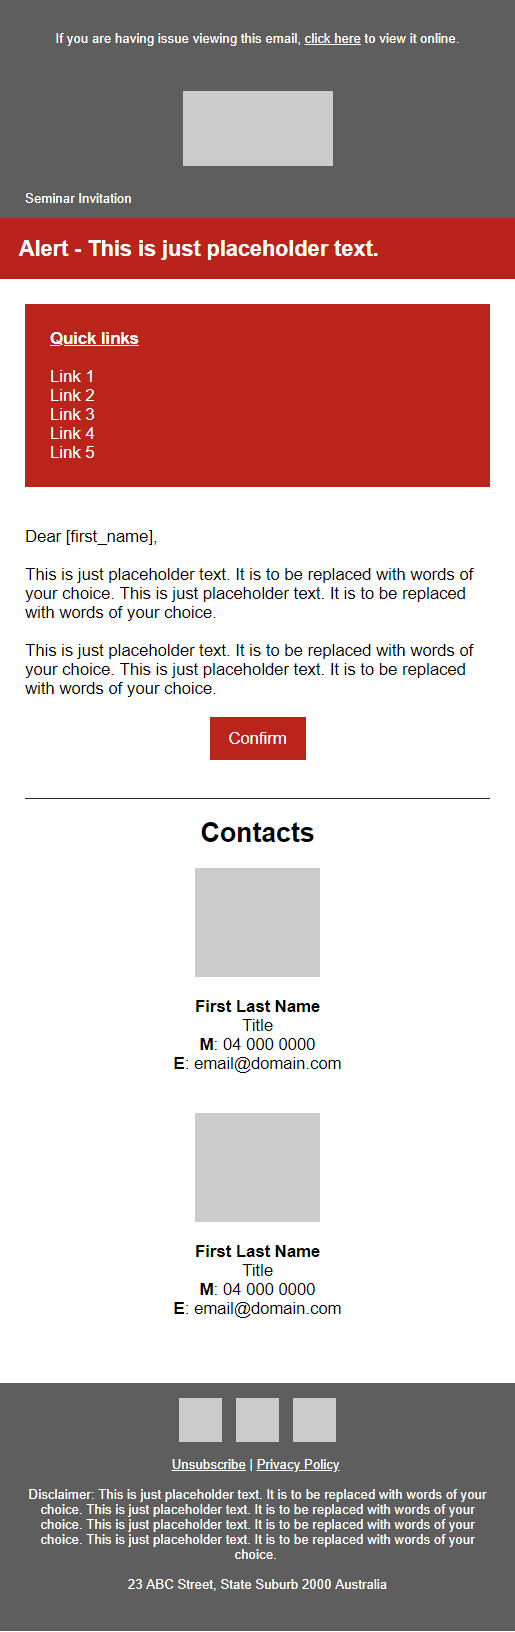 If you are having issue viewing this email, click here to view it online.
Seminar Invitation
Alert - This is just placeholder text.
Quick links
Link 1
Link 2
Link 3
Link 4
Link 5
Dear [first_name],
This is just placeholder text. It is to be replaced with words of
your choice. This is just placeholder text. It is to be replaced
with words of your choice.
This is just placeholder text. It is to be replaced with words of
your choice. This is just placeholder text. It is to be replaced
with words of your choice.
Confirm
Contacts
First Last Name
Title
M: 04 000 0000
E: email@domain.com
First Last Name
Title
M: 04 000 0000
E: email@domain.com
Unsubscribe | Privacy Policy
Disclaimer: This is just placeholder text. It is to be replaced with words of your
choice. This is just placeholder text. It is to be replaced with words of your
choice. This is just placeholder text. It is to be replaced with words of your
choice. This is just placeholder text. It is to be replaced with words of your
choice.
23 ABC Street, State Suburb 2000 Australia